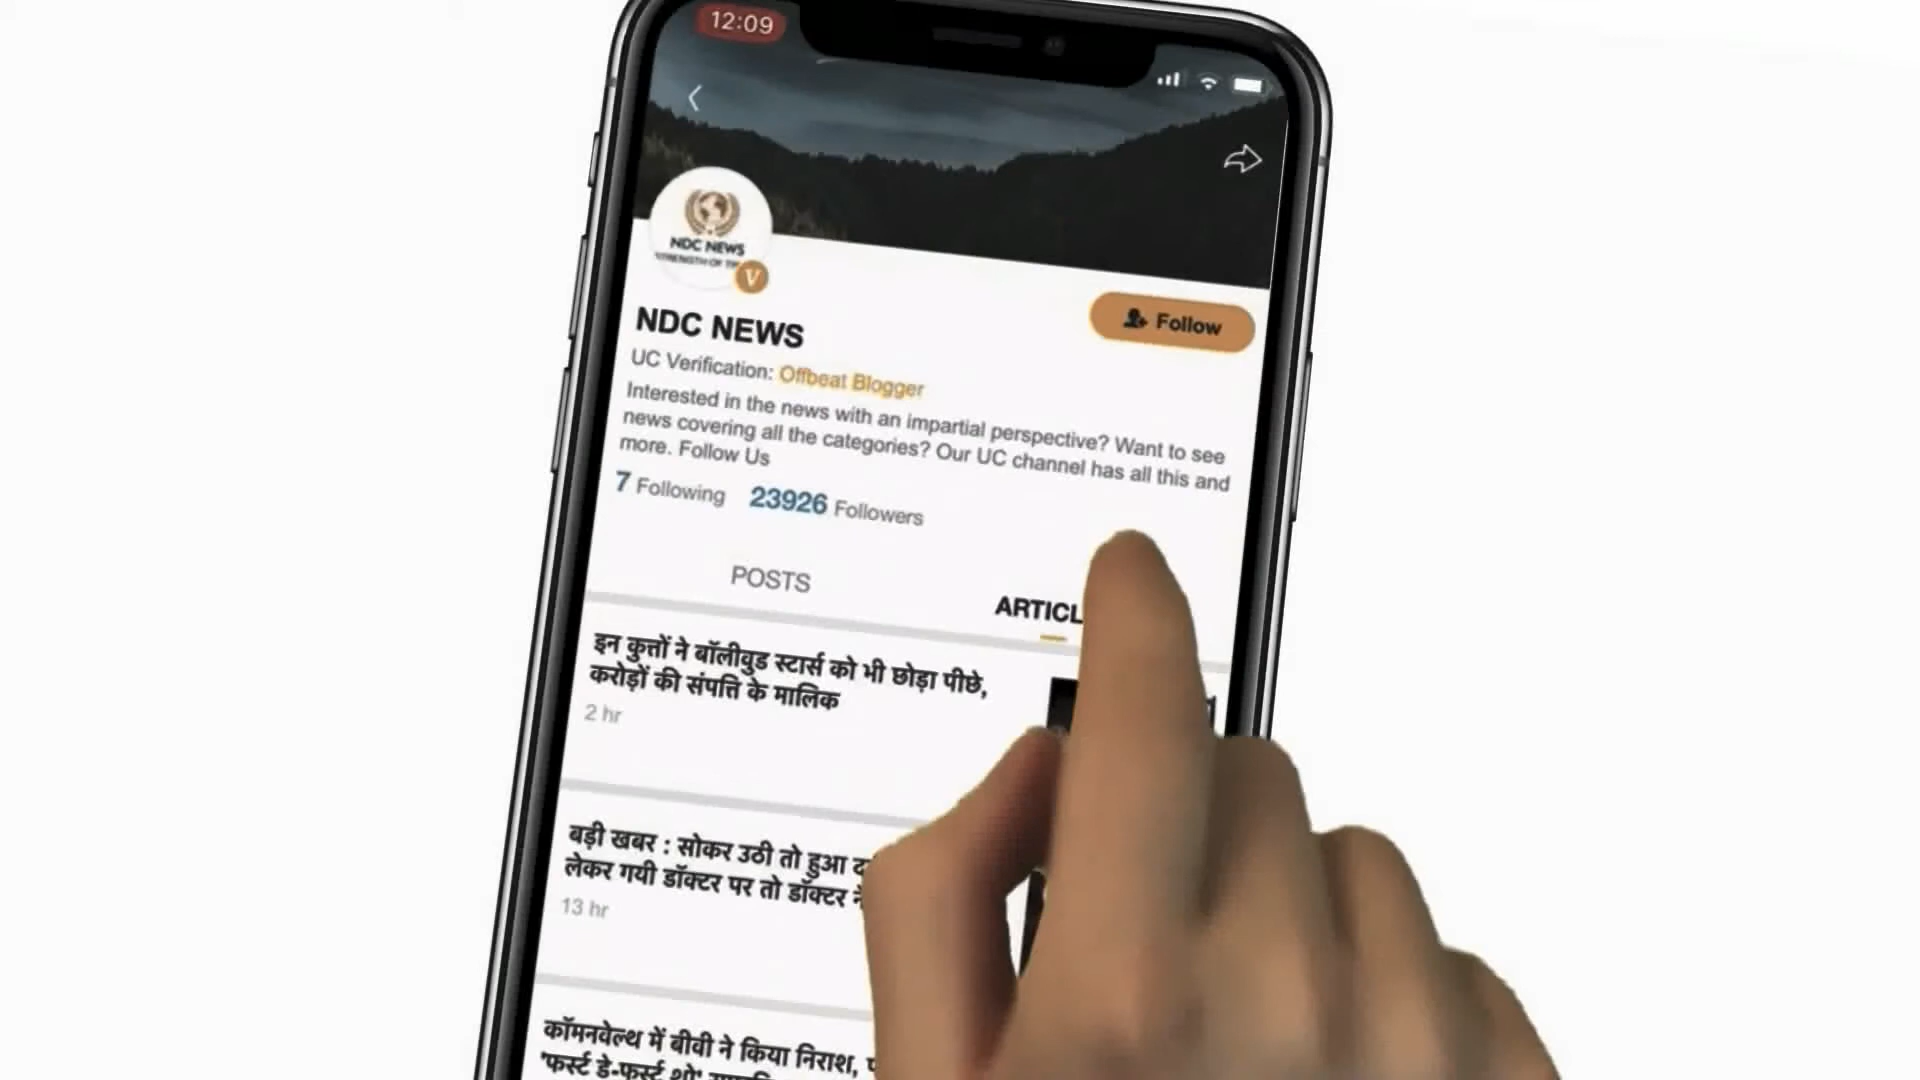 12:09
NDC NEWS
NDC NEWS
Follow
UC Verification: Offbeat Blogger
Interested in the news with an impartial perspective? Want to see
news covering all the categories? Our UC channel has all this and
more. Follow Us
7 Following 23926 Followers
POSTS
ARTICL
इन कुत्तों ने बॉलीवुड स्टार्स को भी छोड़ा पीछे,
करोड़ों की संपत्ति के मालिक
2 hr
बड़ी खबर : सोकर उठी तो हुआ
लेकर गयी डॉक्टर पर तो डॉक्टर
13 hr
कॉमनवेल्थ में बीवी ने किया निराश,
'फर्स्ट डे-फर्स्ट शो'